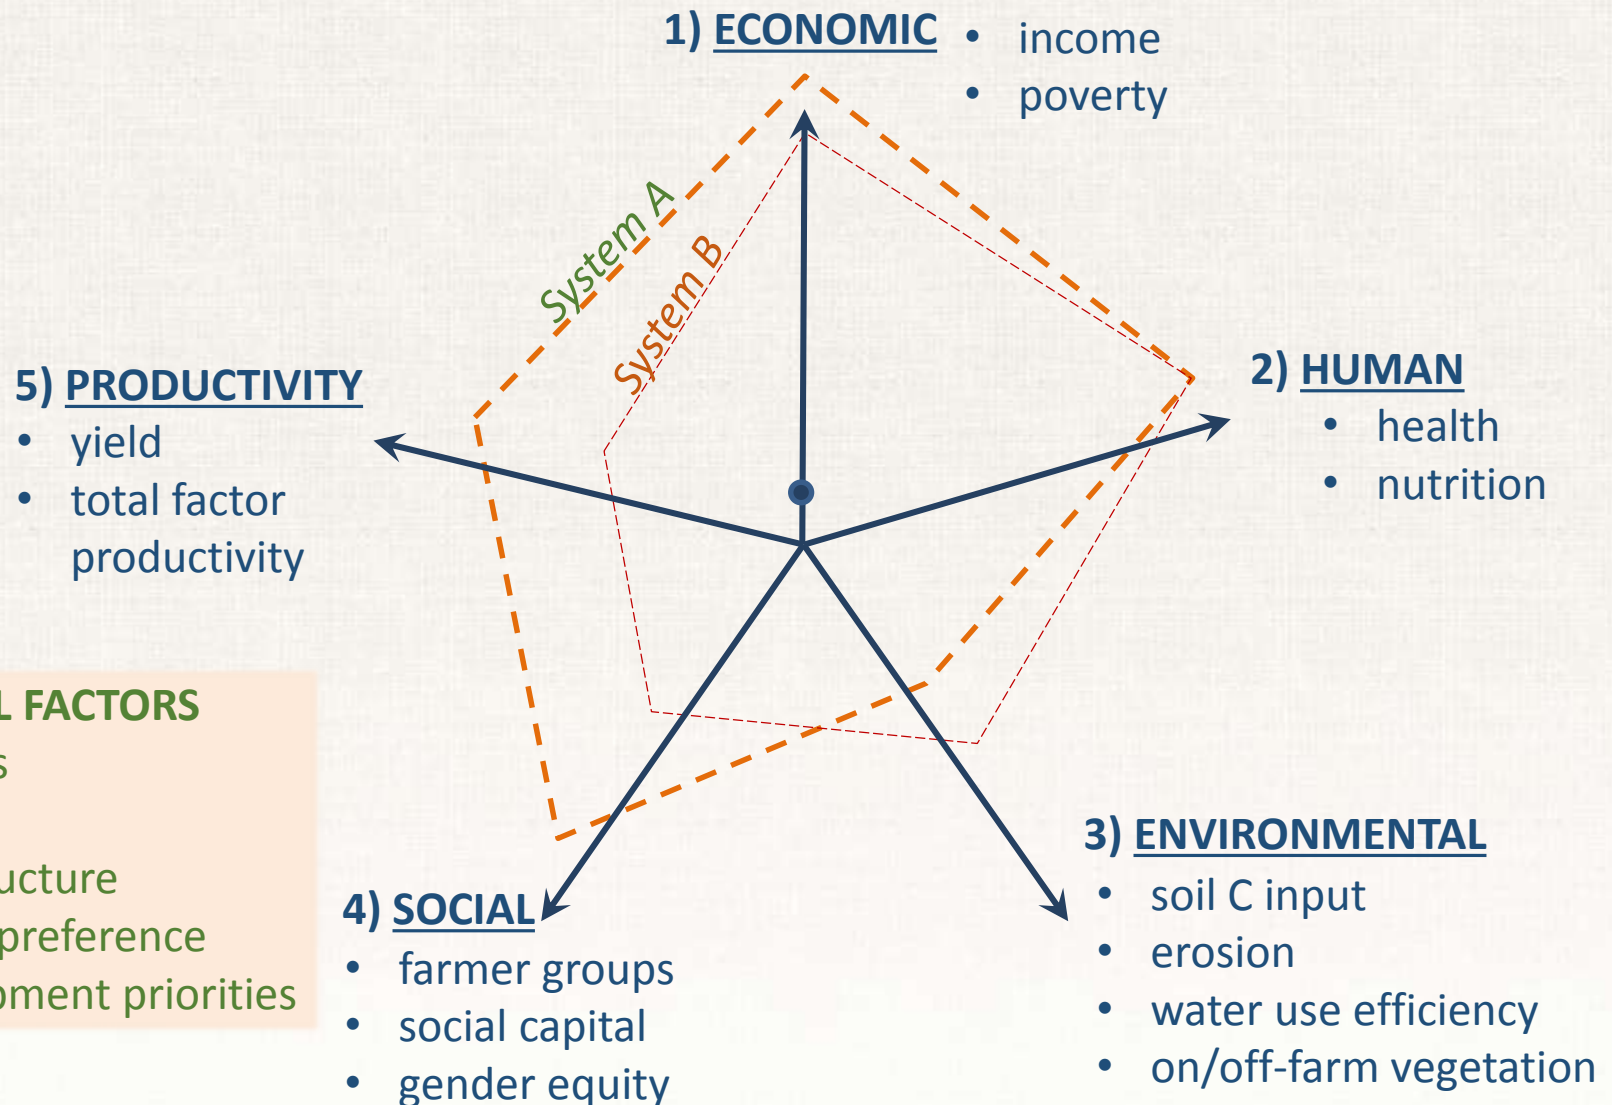 1) ECONOMIC
• income
• poverty
System A
System B
2) HUMAN
• health
• nutrition
5) PRODUCTIVITY
• yield
• total factor
productivity
3) ENVIRONMENTAL
• soil C input
• erosion
• water use efficiency
• on/off-farm vegetation
4) SOCIAL
• farmer groups
• social capital
• gender equity
FACTORS
preference
priorities